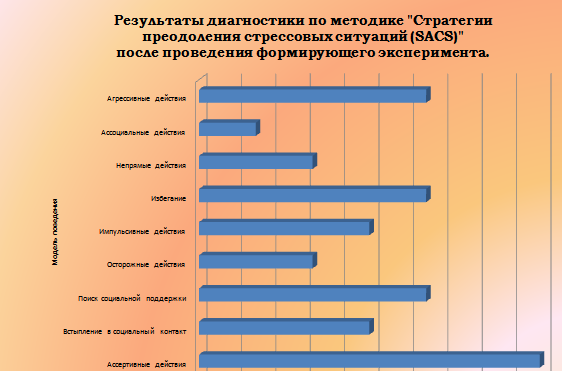 Результаты диагностики по методике "Стратегии
преодоления стрессовых ситуаций (SACS)"
после проведения формирующего эксперимента.
Агрессивные действия
Ассоциальные действия
Непрямые действия
Избегание
Импульсивные действия
Осторожные действия
Поиск социальной поддержки
Вступление в социальный контакт
Ассертивные действия
Модель поведения